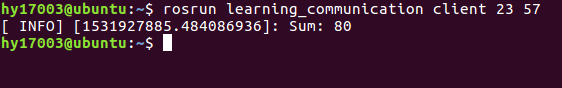 hy17003@ubuntu:~$ rosrun learning_communication client 23 57
[ INFO] [1531927885.484086936]: Sum: 80
hy17003@ubuntu:~$